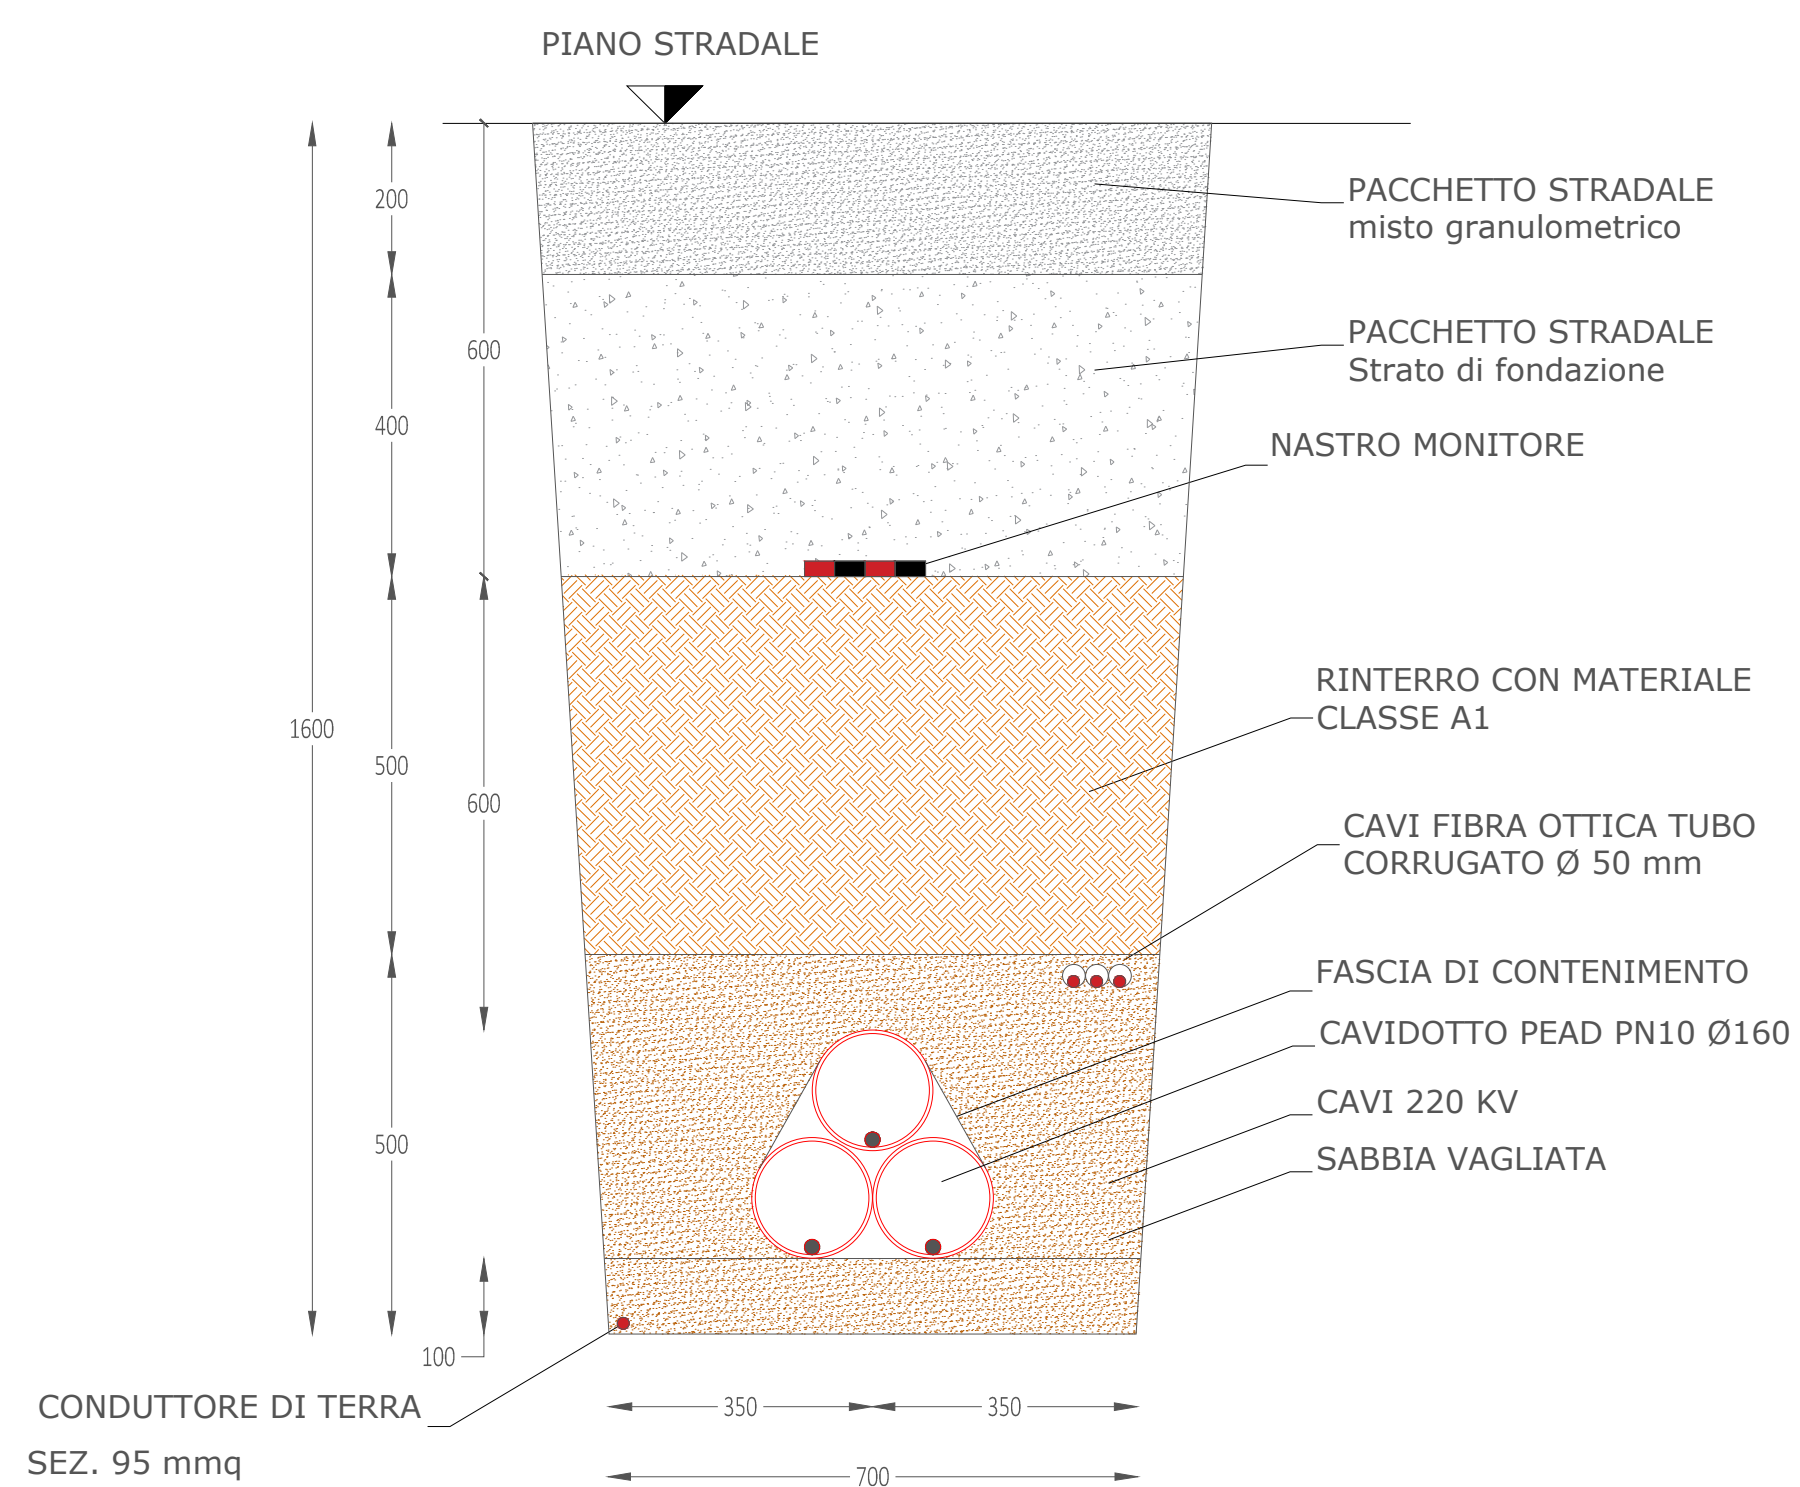 PIANO STRADALE
200
PACCHETTO STRADALE
misto granulometrico
600
PACCHETTO STRADALE
Strato di fondazione
400
NASTRO MONITORE
RINTERRO CON MATERIALE
CLASSE A1
1600
500
600
CAVI FIBRA OTTICA TUBO
CORRUGATO Ø 50 mm
FASCIA DI CONTENIMENTO
CAVIDOTTO PEAD PN10 Ø160
CAVI 220 KV
500
SABBIA VAGLIATA
100
CONDUTTORE DI TERRA
SEZ. 95 mmq
350
350
700